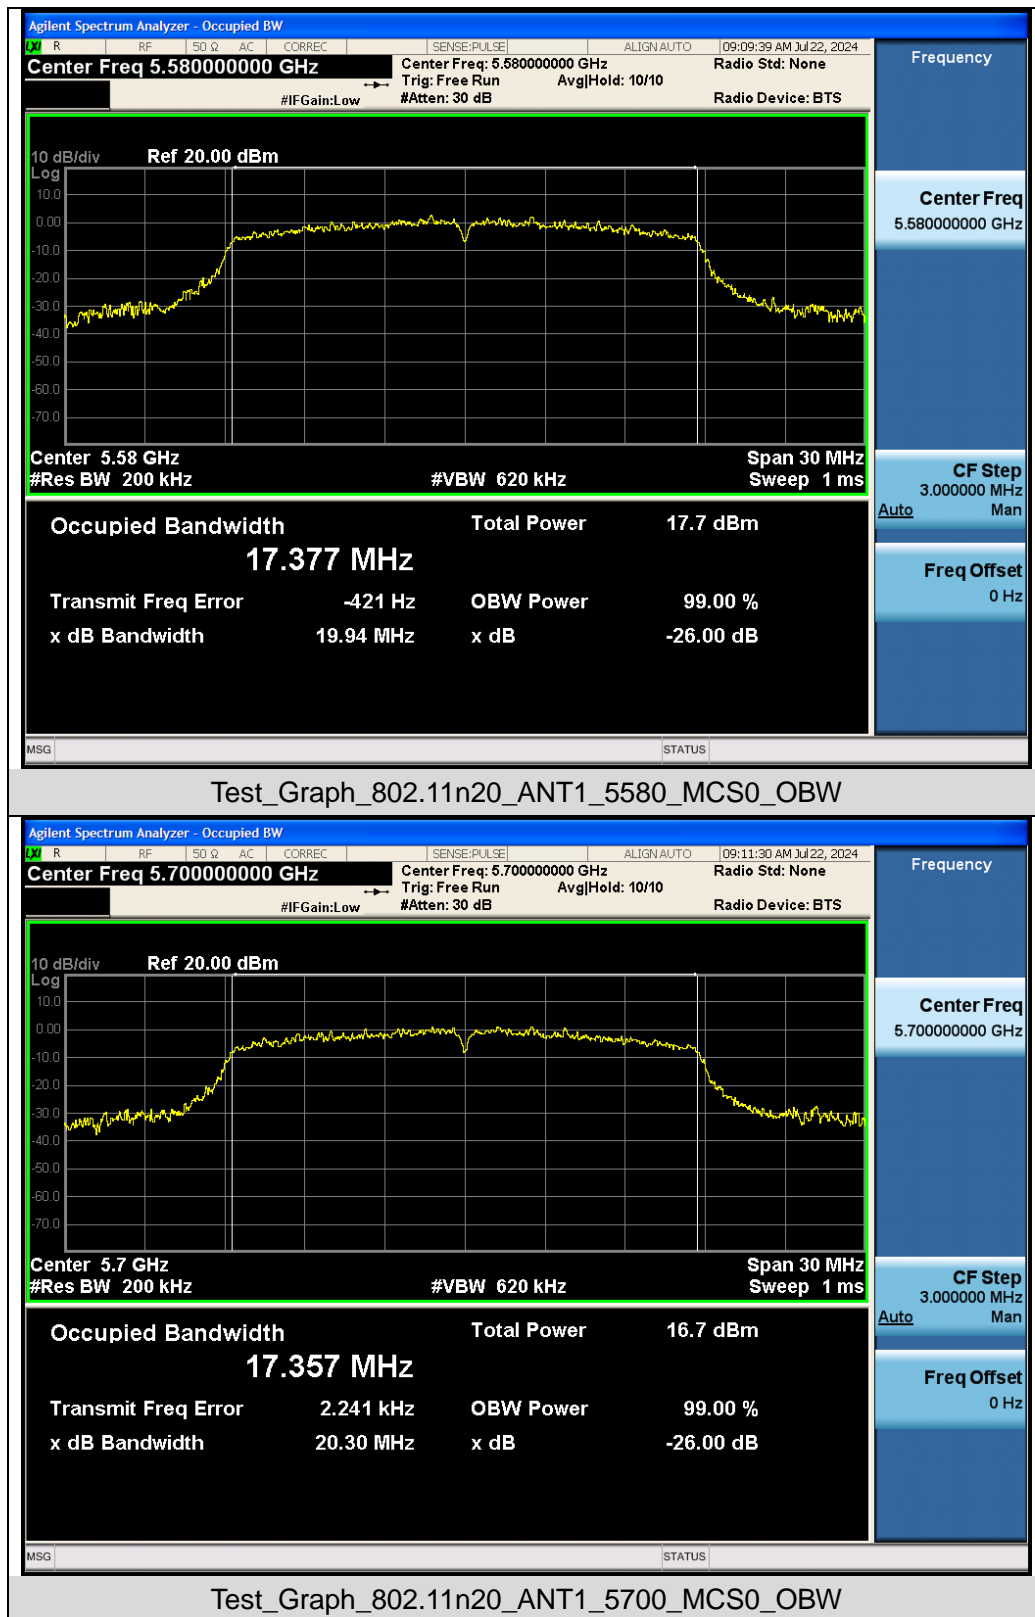 Agilent Spectrum Analyzer - Occupied BW
LXI R RF 50 Ω AC CORREC SENSE:PULSE ALIGN AUTO 09:09:39 AM Jul 22, 2024
Center Freq 5.580000000 GHz
Center Freq: 5.580000000 GHz
Radio Std: None
Trig: Free Run Avg|Hold: 10/10
#IFGain:Low #Atten: 30 dB Radio Device: BTS
10 dB/div Ref 20.00 dBm
Log
10.0
0.00
-10.0
-20.0
-30.0
-40.0
-50.0
-60.0
-70.0
Center 5.58 GHz Span 30 MHz
#Res BW 200 kHz #VBW 620 kHz Sweep 1 ms
Occupied Bandwidth Total Power 17.7 dBm
17.377 MHz
Transmit Freq Error -421 Hz OBW Power 99.00 %
x dB Bandwidth 19.94 MHz x dB -26.00 dB
MSG STATUS
Frequency
Center Freq
5.580000000 GHz
CF Step
3.000000 MHz
Auto Man
Freq Offset
0 Hz
Test_Graph_802.11n20_ANT1_5580_MCS0_OBW
Agilent Spectrum Analyzer - Occupied BW
LXI R RF 50 Ω AC CORREC SENSE:PULSE ALIGN AUTO 09:11:30 AM Jul 22, 2024
Center Freq 5.700000000 GHz
Center Freq: 5.700000000 GHz
Radio Std: None
Trig: Free Run Avg|Hold: 10/10
#IFGain:Low #Atten: 30 dB Radio Device: BTS
10 dB/div Ref 20.00 dBm
Log
10.0
0.00
-10.0
-20.0
-30.0
-40.0
-50.0
-60.0
-70.0
Center 5.7 GHz Span 30 MHz
#Res BW 200 kHz #VBW 620 kHz Sweep 1 ms
Occupied Bandwidth Total Power 16.7 dBm
17.357 MHz
Transmit Freq Error 2.241 kHz OBW Power 99.00 %
x dB Bandwidth 20.30 MHz x dB -26.00 dB
MSG STATUS
Frequency
Center Freq
5.700000000 GHz
CF Step
3.000000 MHz
Auto Man
Freq Offset
0 Hz
Test_Graph_802.11n20_ANT1_5700_MCS0_OBW